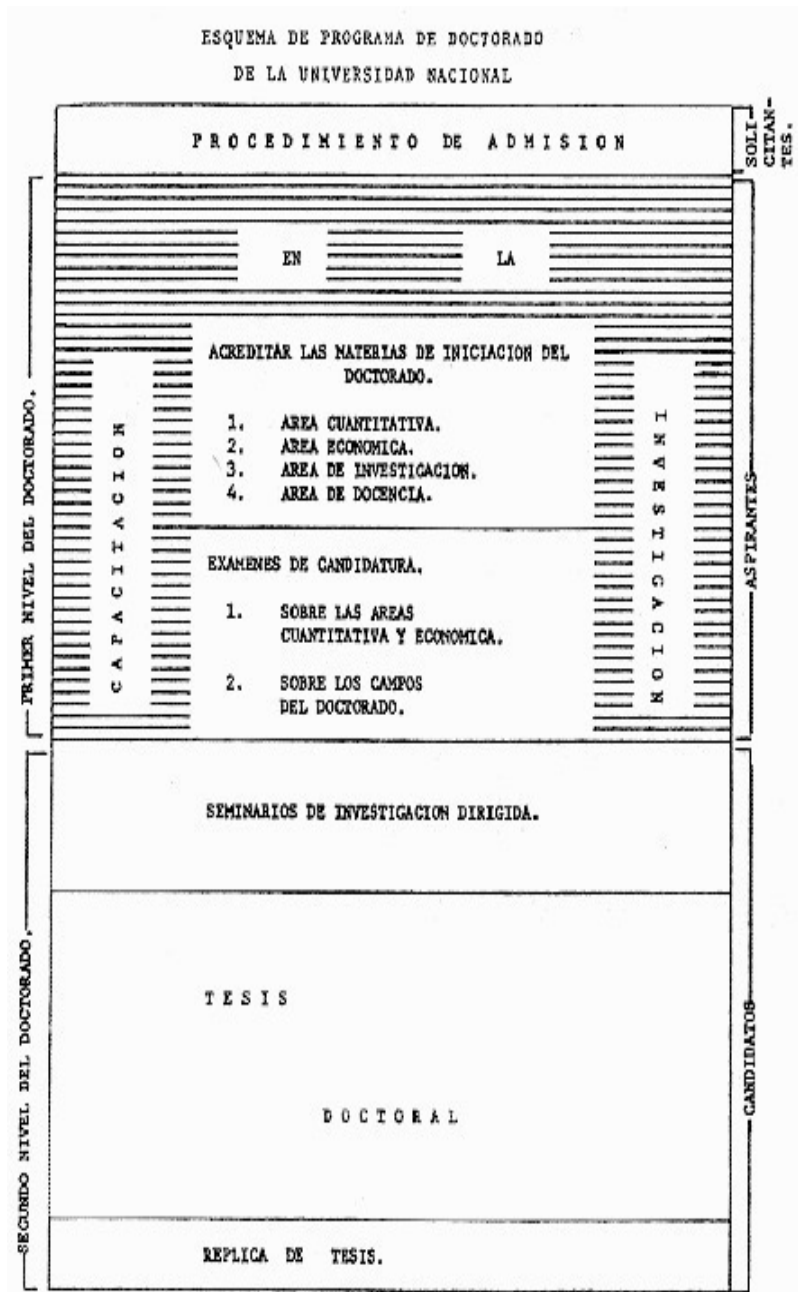 ESQUEMA DE PROGRAMA DE DOCTORADO
DE LA UNIVERSIDAD NACIONAL
PROCEDIMIENTO DE ADMISION
SOLI-
CITAN-
TES.
PRIMER NIVEL DEL DOCTORADO.
CAPACITACION
EN LA
INVESTIGACION
ASPIRANTES
ACREDITAR LAS MATERIAS DE INICIACION DEL
DOCTORADO.
1. AREA CUANTITATIVA.
2. AREA ECONOMICA.
3. AREA DE INVESTIGACION.
4. AREA DE DOCENCIA.
EXAMENES DE CANDIDATURA.
1. SOBRE LAS AREAS
CUANTITATIVA Y ECONOMICA.
2. SOBRE LOS CAMPOS
DEL DOCTORADO.
SEGUNDO NIVEL DEL DOCTORADO.
CANDIDATOS
SEMINARIOS DE INVESTIGACION DIRIGIDA.
TESIS
DOCTORAL
REPLICA DE TESIS.